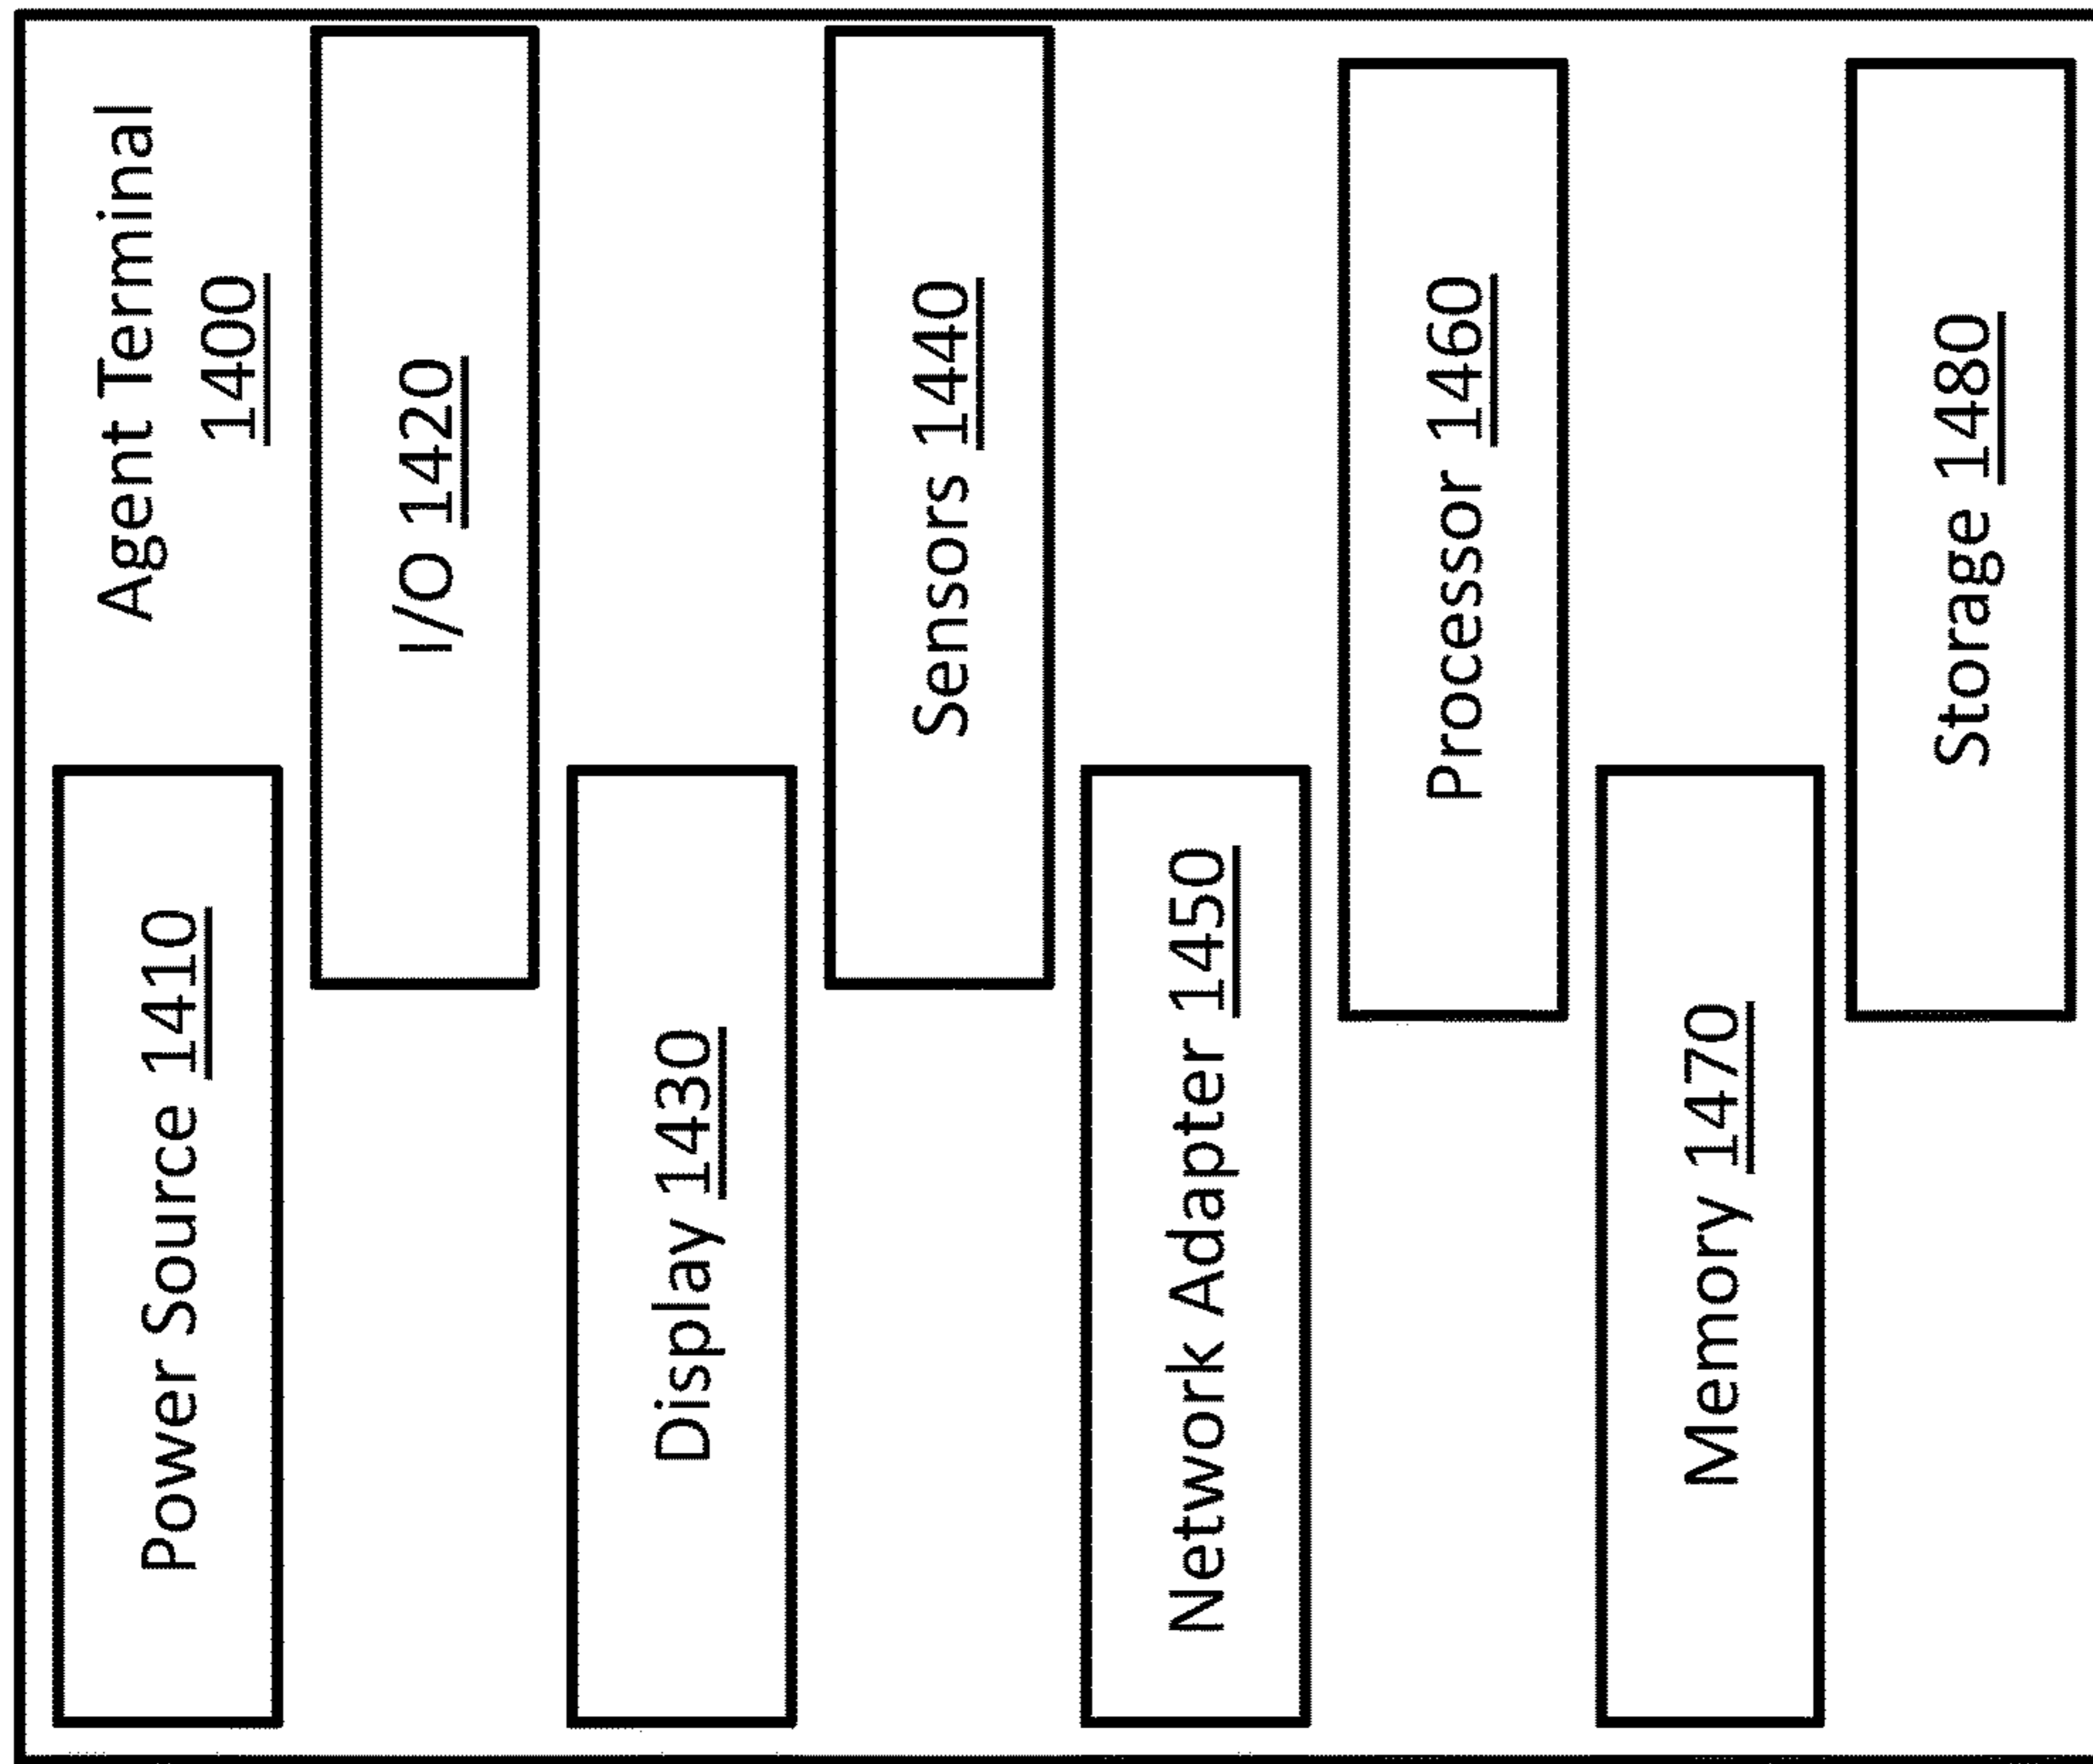 Agent Terminal
1400
Power Source 1410
I/O 1420
Display 1430
Sensors 1440
Network Adapter 1450
Processor 1460
Memory 1470
Storage 1480